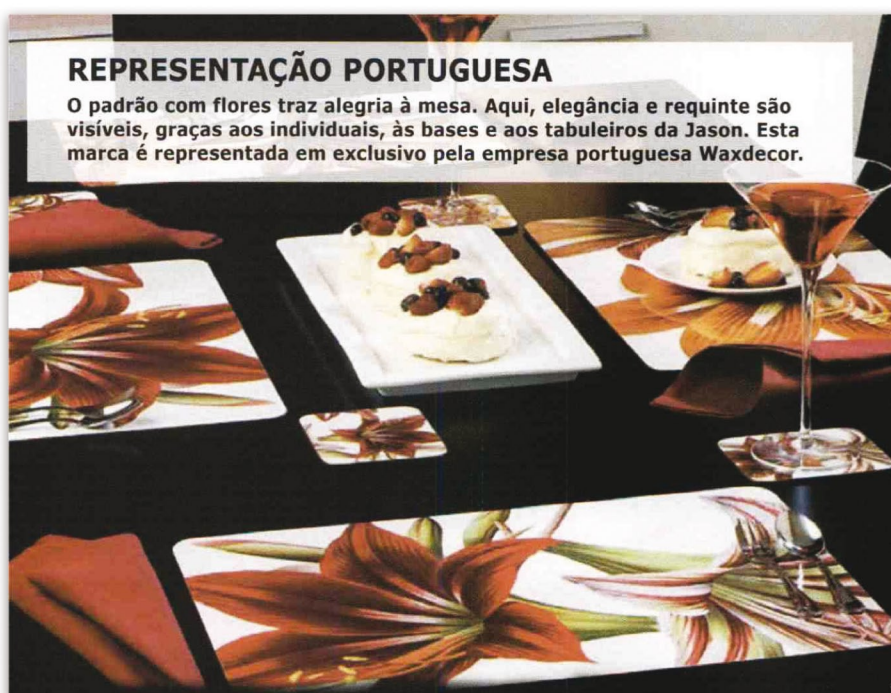 REPRESENTAÇÃO PORTUGUESA
O padrão com flores traz alegria à mesa. Aqui, elegância e requinte são
visíveis, graças aos individuais, às bases e aos tabuleiros da Jason. Esta
marca é representada em exclusivo pela empresa portuguesa Waxdecor.